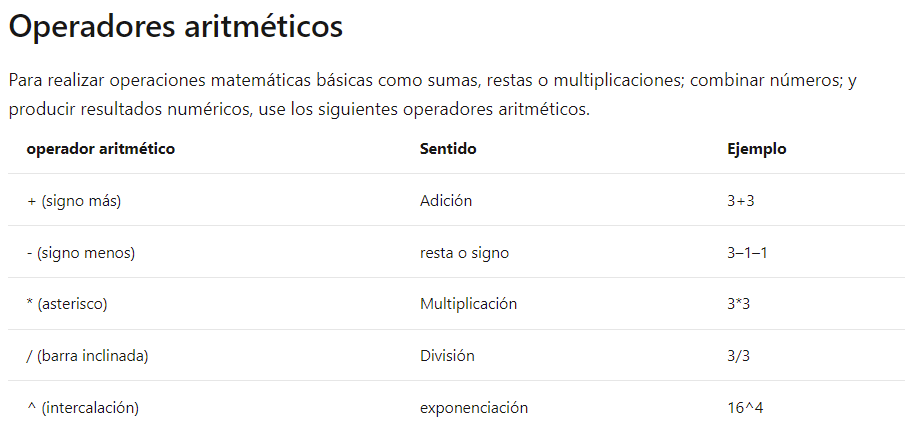 Operadores aritméticos
Para realizar operaciones matemáticas básicas como sumas, restas o multiplicaciones; combinar números; y
producir resultados numéricos, use los siguientes operadores aritméticos.
operador aritmético Sentido Ejemplo
+ (signo más) Adición 3+3
- (signo menos) resta o signo 3–1–1
* (asterisco) Multiplicación 3*3
/ (barra inclinada) División 3/3
^ (intercalación) exponenciación 16^4